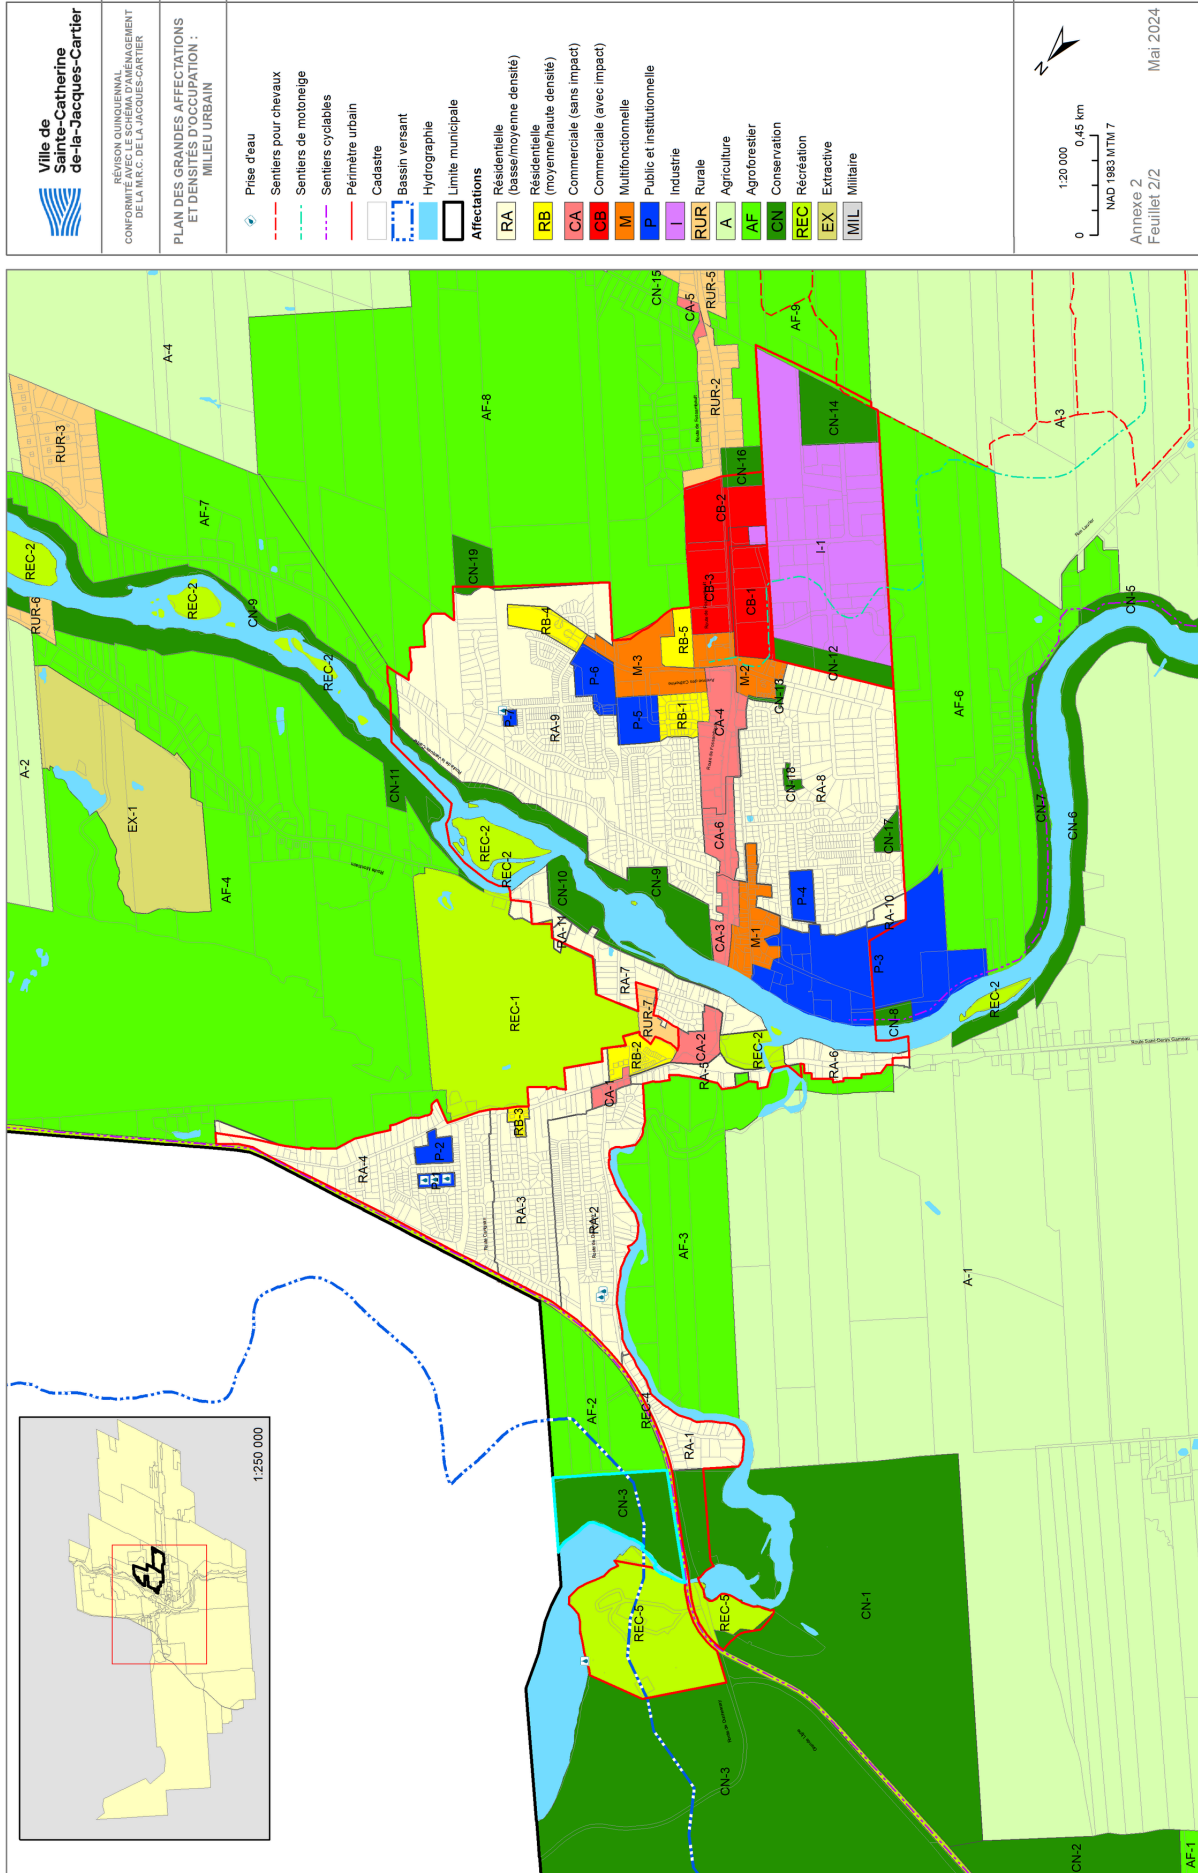 Ville de
Sainte-Catherine
de-la-Jacques-Cartier
RÉVISON QUINQUENNAL
CONFORMITÉ AVEC LE SCHÉMA D'AMÉNAGEMENT
DE LA M.R.C. DE LA JACQUES-CARTIER
PLAN DES GRANDES AFFECTATIONS
ET DENSITÉS D'OCCUPATION :
MILIEU URBAIN
Prise d'eau
Sentiers pour chevaux
Sentiers de motoneige
Sentiers cyclables
Périmètre urbain
Cadastre
Bassin versant
Hydrographie
Limite municipale
Affectations
RA Résidentielle
(basse/moyenne densité)
RB Résidentielle
(moyenne/haute densité)
CA Commerciale (sans impact)
CB Commerciale (avec impact)
M Multifonctionnelle
P Public et institutionnelle
I Industrie
RUR Rurale
A Agriculture
AF Agroforestier
CN Conservation
REC Récréation
EX Extractive
MIL Militaire
N
1:20 000
0 0,45 km
NAD 1983 MTM 7
Annexe 2
Feuillet 2/2
Mai 2024
1:250 000
A-4
RUR-3
AF-8
AF-7
REC-2
RUR-6
REC-2
CN-9
REC-2
A-2
EX-1
AF-4
CN-11
CN-19
RB-4
P-6
M-3
RB-5
P-7
RA-9
P-5
RB-1
CN-15
CA-5
RUR-5
RUR-2
AF-9
CN-16
CB-2
CB-3
CB-1
I-1
CN-14
A-3
Rue Laurier
CN-12
M-2
CN-13
CA-4
CN-18
RA-8
CN-17
CA-6
AF-6
CN-5
CN-7
CN-6
REC-2
REC-2
CN-10
CN-9
CA-3
M-1
P-4
RA-10
P-3
CN-8
REC-2
RA-11
RA-7
REC-1
RUR-7
RB-2
CA-2
RA-5
REC-2
RA-6
CA-1
RB-3
P-2
P-1
RA-4
RA-3
RA-2
AF-3
A-1
AF-2
REC-4
RA-1
CN-3
REC-5
REC-5
CN-1
CN-3
CN-2
AF-1